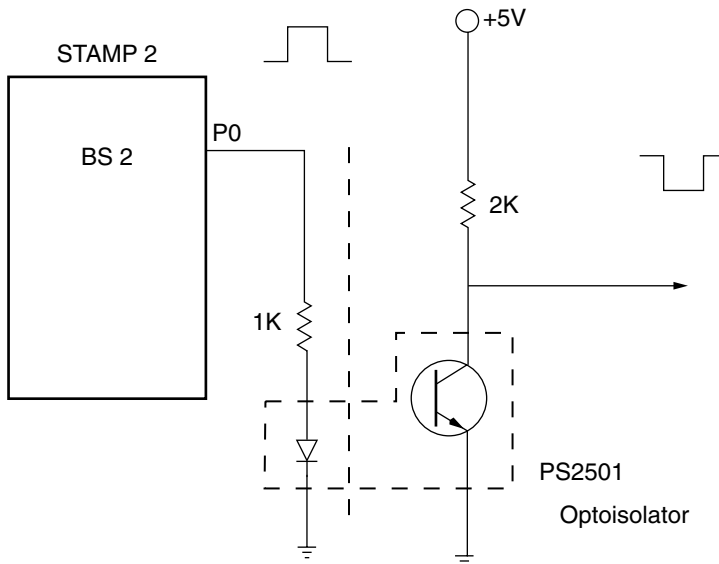 +5V
STAMP 2
P0
BS 2
2K
1K
PS2501
Optoisolator